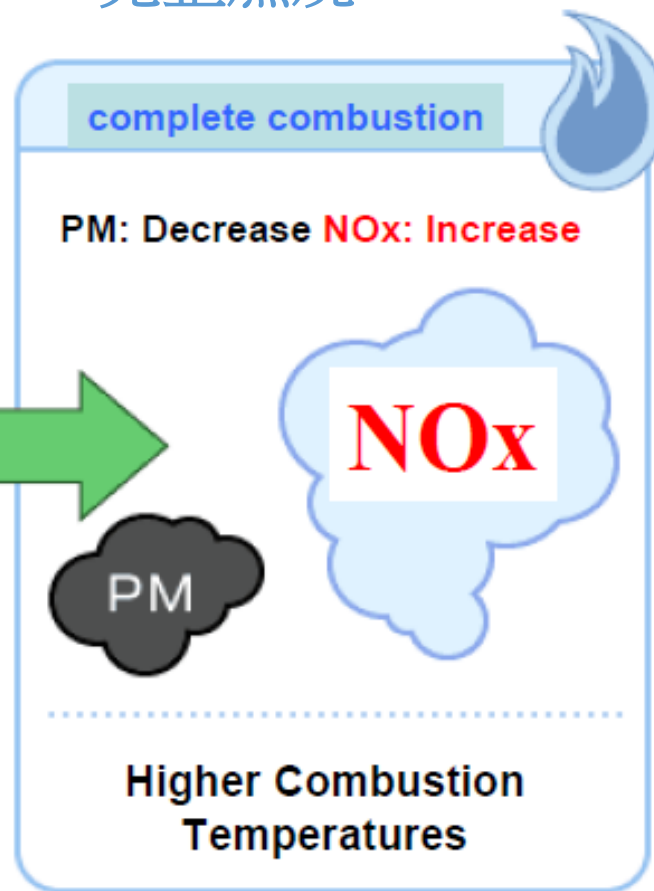 complete combustion
PM: Decrease NOx: Increase
NOx
PM
Higher Combustion
Temperatures